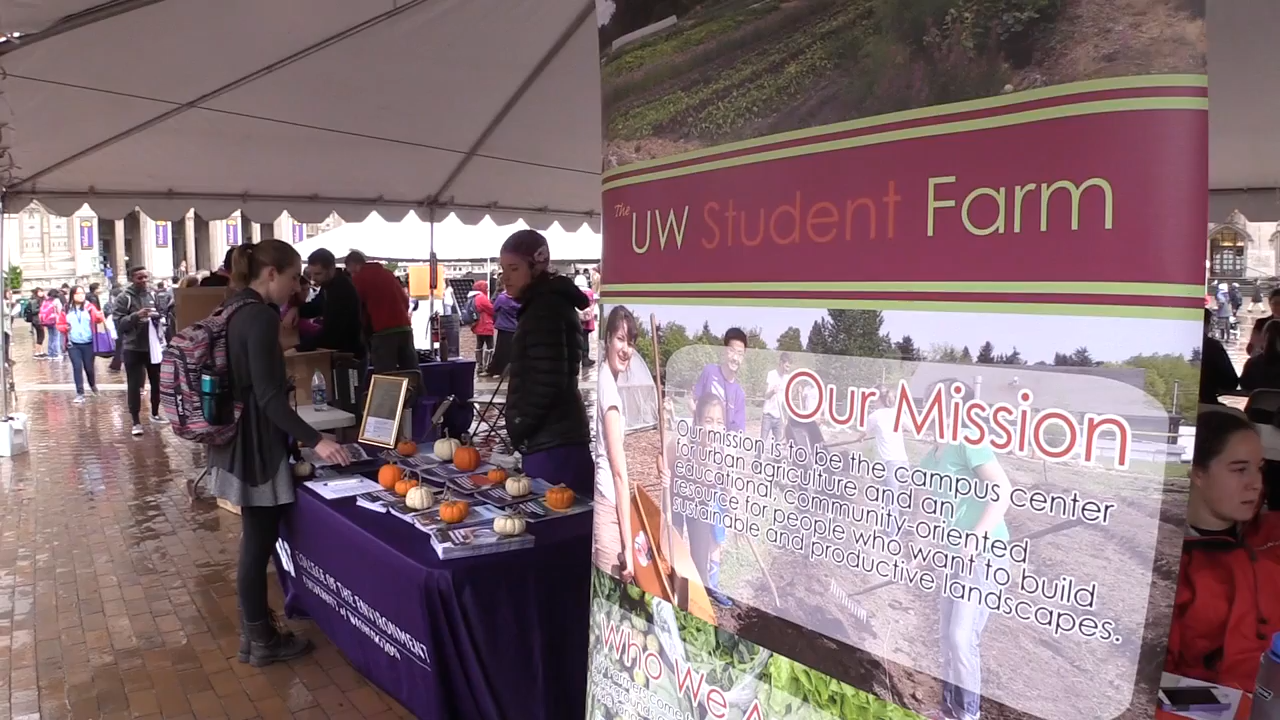 The UW Student Farm
Our Mission
Our mission is to be the campus center
for urban agriculture and an
educational, community-oriented
resource for people who want to build
sustainable and productive landscapes.
Who We
Farmers come
COLLEGE OF THE ENVIRONMENT
UNIVERSITY of WASHINGTON